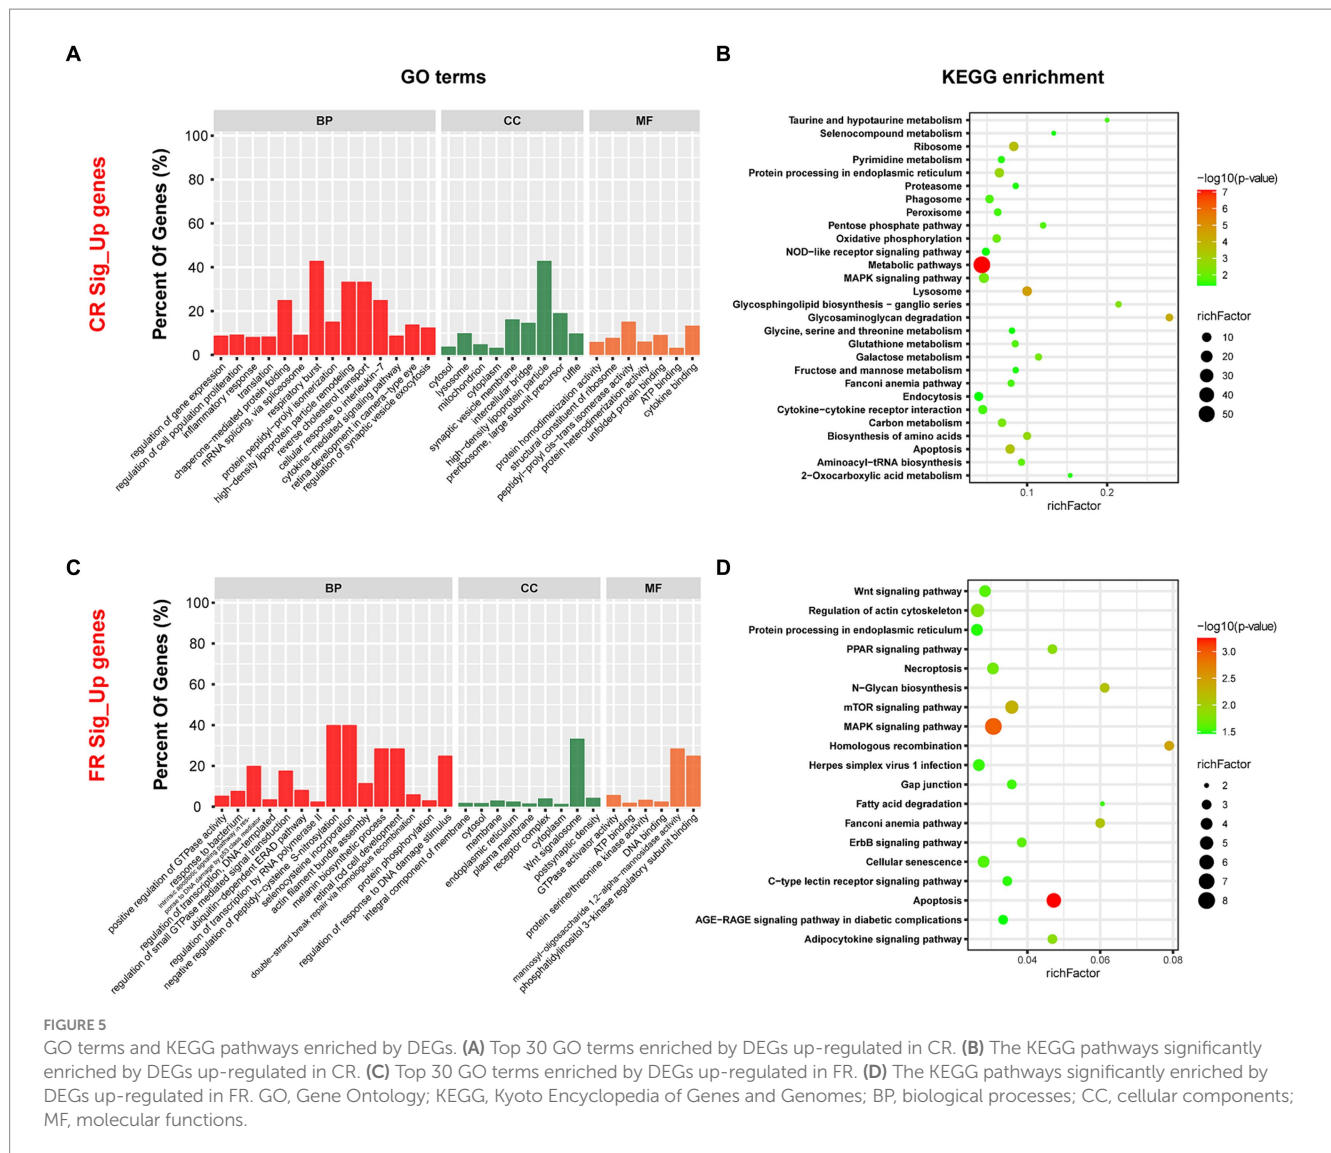 A
GO terms
CR Sig_Up genes
Percent Of Genes (%)
BP
CC
MF
100
80
60
40
20
0
regulation of gene expression
regulation of cell population proliferation
inflammatory response
translation
chaperone−mediated protein folding
mRNA splicing, via spliceosome
respiratory burst
protein peptidyl−prolyl isomerization
high−density lipoprotein particle remodeling
reverse cholesterol transport
cellular response to interleukin−7
cytokine−mediated signaling pathway
retina development in camera−type eye
regulation of synaptic vesicle exocytosis
cytosol
lysosome
mitochondrion
cytoplasm
synaptic vesicle membrane
intercellular bridge
high−density lipoprotein particle
preribosome, large subunit precursor
ruffle
protein homodimerization activity
structural constituent of ribosome
peptidyl−prolyl cis−trans isomerase activity
protein heterodimerization activity
unfolded protein binding
ATP binding
cytokine binding
B
KEGG enrichment
Taurine and hypotaurine metabolism
Selenocompound metabolism
Ribosome
Pyrimidine metabolism
Protein processing in endoplasmic reticulum
Proteasome
Phagosome
Peroxisome
Pentose phosphate pathway
Oxidative phosphorylation
NOD−like receptor signaling pathway
Metabolic pathways
MAPK signaling pathway
Lysosome
Glycosphingolipid biosynthesis − ganglio series
Glycosaminoglycan degradation
Glycine, serine and threonine metabolism
Glutathione metabolism
Galactose metabolism
Fructose and mannose metabolism
Fanconi anemia pathway
Endocytosis
Cytokine−cytokine receptor interaction
Carbon metabolism
Biosynthesis of amino acids
Apoptosis
Aminoacyl−tRNA biosynthesis
2−Oxocarboxylic acid metabolism
0.1
0.2
richFactor
−log10(p-value)
7
6
5
4
3
2
richFactor
10
20
30
40
50
C
FR Sig_Up genes
Percent Of Genes (%)
BP
CC
MF
100
80
60
40
20
0
positive regulation of GTPase activity
response to bacterium
intrinsic apoptotic signaling pathway in res-
ponse to DNA damage by p53 class mediator
regulation of transcription, DNA−templated
regulation of small GTPase mediated signal transduction
ubiquitin−dependent ERAD pathway
regulation of transcription by RNA polymerase II
negative regulation of peptidyl−cysteine S−nitrosylation
selenocysteine incorporation
actin filament bundle assembly
melanin biosynthetic process
retinal rod cell development
double−strand break repair via homologous recombination
protein phosphorylation
regulation of response to DNA damage stimulus
integral component of membrane
cytosol
membrane
endoplasmic reticulum
plasma membrane
receptor complex
cytoplasm
Wnt signalosome
postsynaptic density
GTPase activator activity
ATP binding
protein serine/threonine kinase activity
DNA binding
mannosyl−oligosaccharide 1,2−alpha−mannosidase activity
phosphatidylinositol 3−kinase regulatory subunit binding
D
Wnt signaling pathway
Regulation of actin cytoskeleton
Protein processing in endoplasmic reticulum
PPAR signaling pathway
Necroptosis
N−Glycan biosynthesis
mTOR signaling pathway
MAPK signaling pathway
Homologous recombination
Herpes simplex virus 1 infection
Gap junction
Fatty acid degradation
Fanconi anemia pathway
ErbB signaling pathway
Cellular senescence
C−type lectin receptor signaling pathway
Apoptosis
AGE−RAGE signaling pathway in diabetic complications
Adipocytokine signaling pathway
0.04
0.06
0.08
richFactor
−log10(p-value)
3.0
2.5
2.0
1.5
richFactor
2
3
4
5
6
7
8
FIGURE 5
GO terms and KEGG pathways enriched by DEGs. (A) Top 30 GO terms enriched by DEGs up-regulated in CR. (B) The KEGG pathways significantly
enriched by DEGs up-regulated in CR. (C) Top 30 GO terms enriched by DEGs up-regulated in FR. (D) The KEGG pathways significantly enriched by
DEGs up-regulated in FR. GO, Gene Ontology; KEGG, Kyoto Encyclopedia of Genes and Genomes; BP, biological processes; CC, cellular components;
MF, molecular functions.